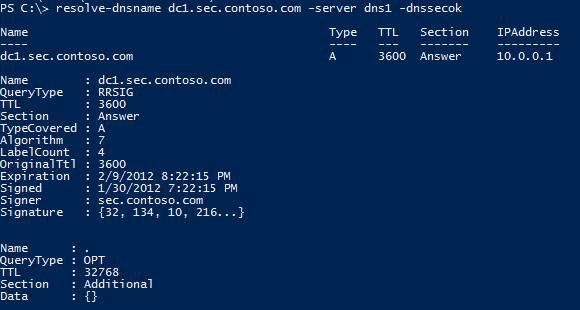 PS C:\> resolve-dnsname dc1.sec.contoso.com -server dns1 -dnssecok
Name Type TTL Section IPAddress
---- ---- --- ------- ---------
dc1.sec.contoso.com A 3600 Answer 10.0.0.1
Name : dc1.sec.contoso.com
QueryType : RRSIG
TTL : 3600
Section : Answer
TypeCovered : A
Algorithm : 7
LabelCount : 4
OriginalTtl : 3600
Expiration : 2/9/2012 8:22:15 PM
Signed : 1/30/2012 7:22:15 PM
Signer : sec.contoso.com
Signature : {32, 134, 10, 216...}
Name : .
QueryType : OPT
TTL : 32768
Section : Additional
Data : {}